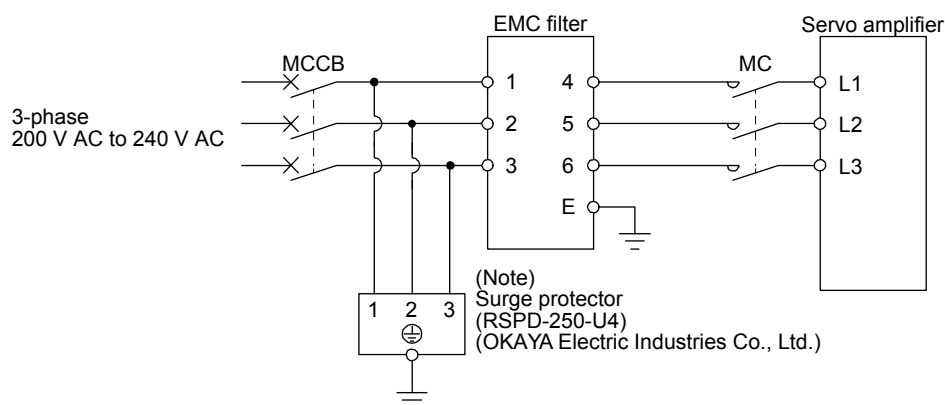 EMC filter
Servo amplifier
MCCB
MC
1
4
L1
3-phase
200 V AC to 240 V AC
2
5
L2
3
6
L3
E
(Note)
1 2 3
Surge protector
(RSPD-250-U4)
(OKAYA Electric Industries Co., Ltd.)